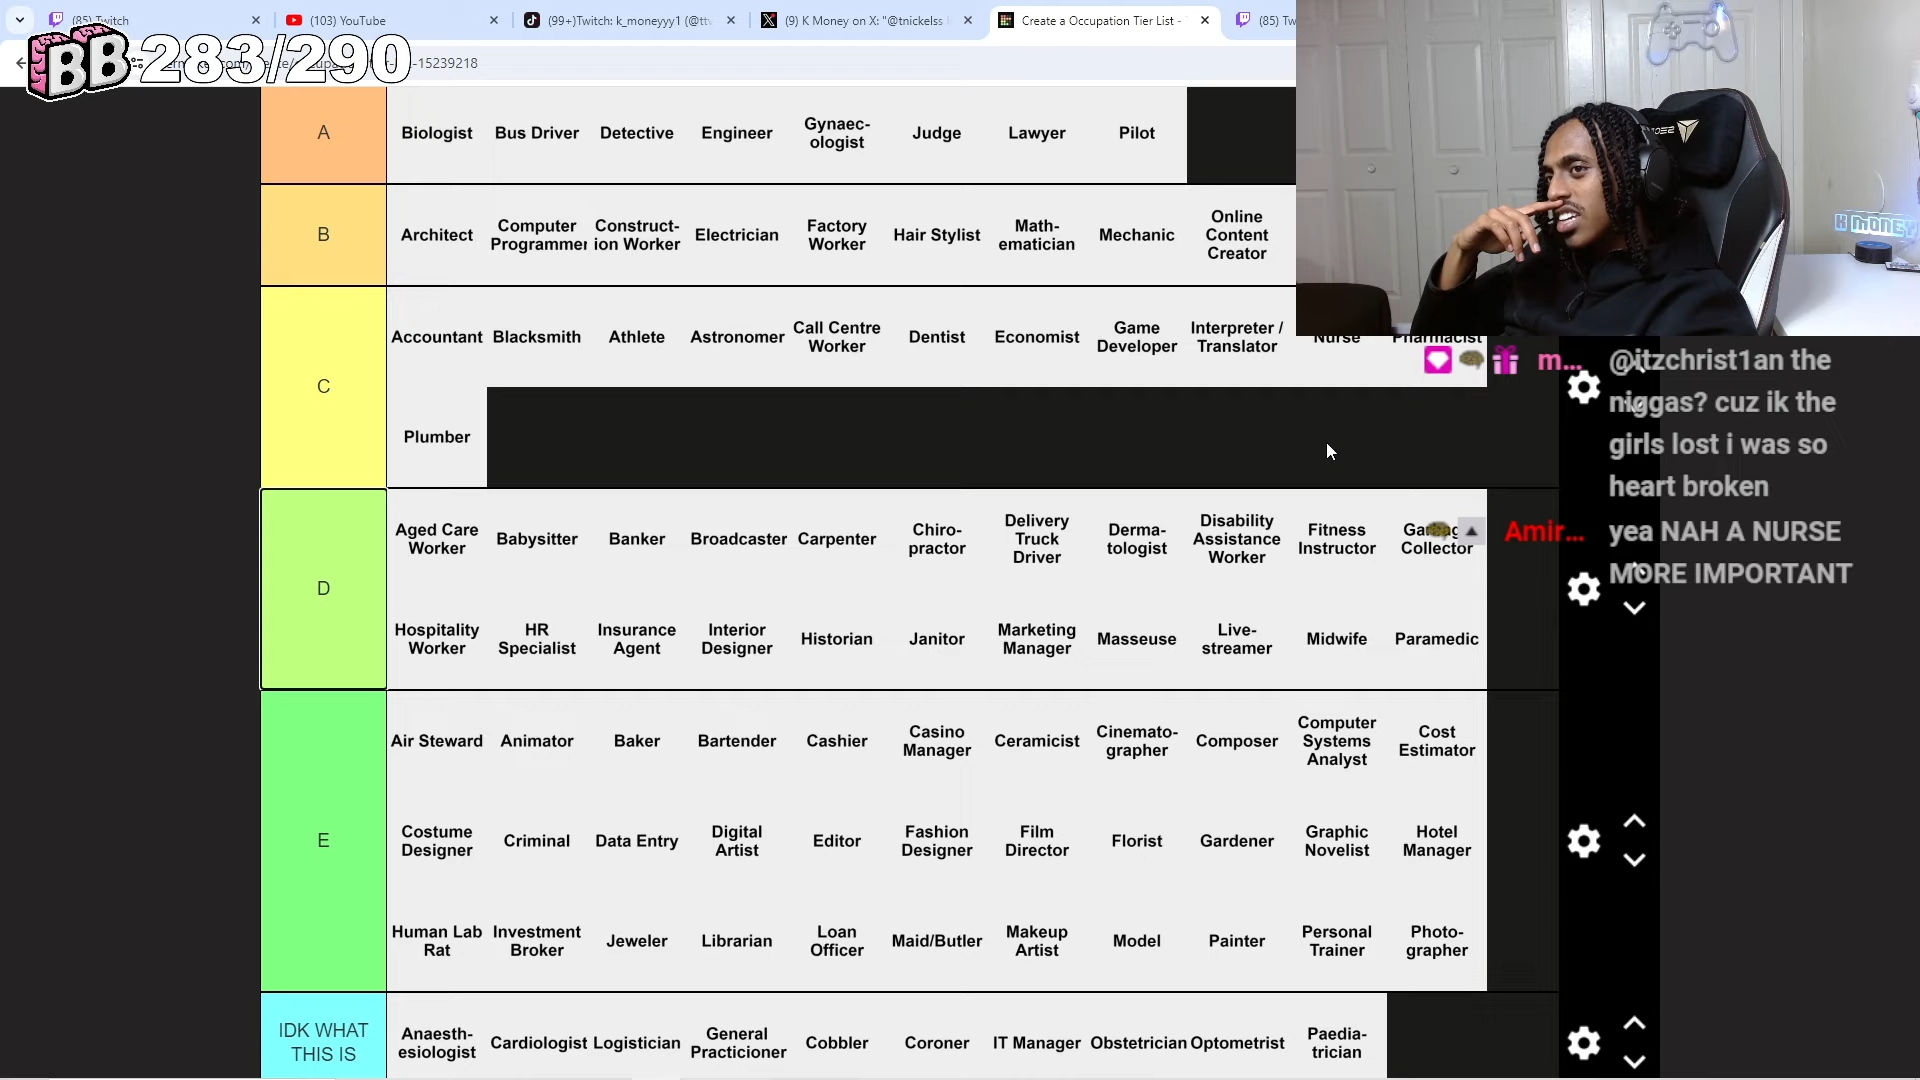 (85) Twitch
(103) YouTube
(99+)Twitch: k_moneyyy1 (@ttv
(9) K Money on X: "@tnickelss
Create a Occupation Tier List -
(85) Tw
BB 283/290
-15239218
A
Biologist
Bus Driver
Detective
Engineer
Gynaec-
ologist
Judge
Lawyer
Pilot
B
Architect
Computer
Programmer
Construct-
ion Worker
Electrician
Factory
Worker
Hair Stylist
Math-
ematician
Mechanic
Online
Content
Creator
C
Accountant
Blacksmith
Athlete
Astronomer
Call Centre
Worker
Dentist
Economist
Game
Developer
Interpreter /
Translator
Nurse
Pharmacist
Plumber
D
Aged Care
Worker
Babysitter
Banker
Broadcaster
Carpenter
Chiro-
practor
Delivery
Truck
Driver
Derma-
tologist
Disability
Assistance
Worker
Fitness
Instructor
Collector
Hospitality
Worker
HR
Specialist
Insurance
Agent
Interior
Designer
Historian
Janitor
Marketing
Manager
Masseuse
Live-
streamer
Midwife
Paramedic
E
Air Steward
Animator
Baker
Bartender
Cashier
Casino
Manager
Ceramicist
Cinemato-
grapher
Composer
Computer
Systems
Analyst
Cost
Estimator
Costume
Designer
Criminal
Data Entry
Digital
Artist
Editor
Fashion
Designer
Film
Director
Florist
Gardener
Graphic
Novelist
Hotel
Manager
Human Lab
Rat
Investment
Broker
Jeweler
Librarian
Loan
Officer
Maid/Butler
Makeup
Artist
Model
Painter
Personal
Trainer
Photo-
grapher
IDK WHAT
THIS IS
Anaesth-
esiologist
Cardiologist
Logistician
General
Practicioner
Cobbler
Coroner
IT Manager
Obstetrician
Optometrist
Paedia-
trician
K MONEY
m... @itzchrist1an the
niggas? cuz ik the
girls lost i was so
heart broken
Amir... yea NAH A NURSE
MORE IMPORTANT